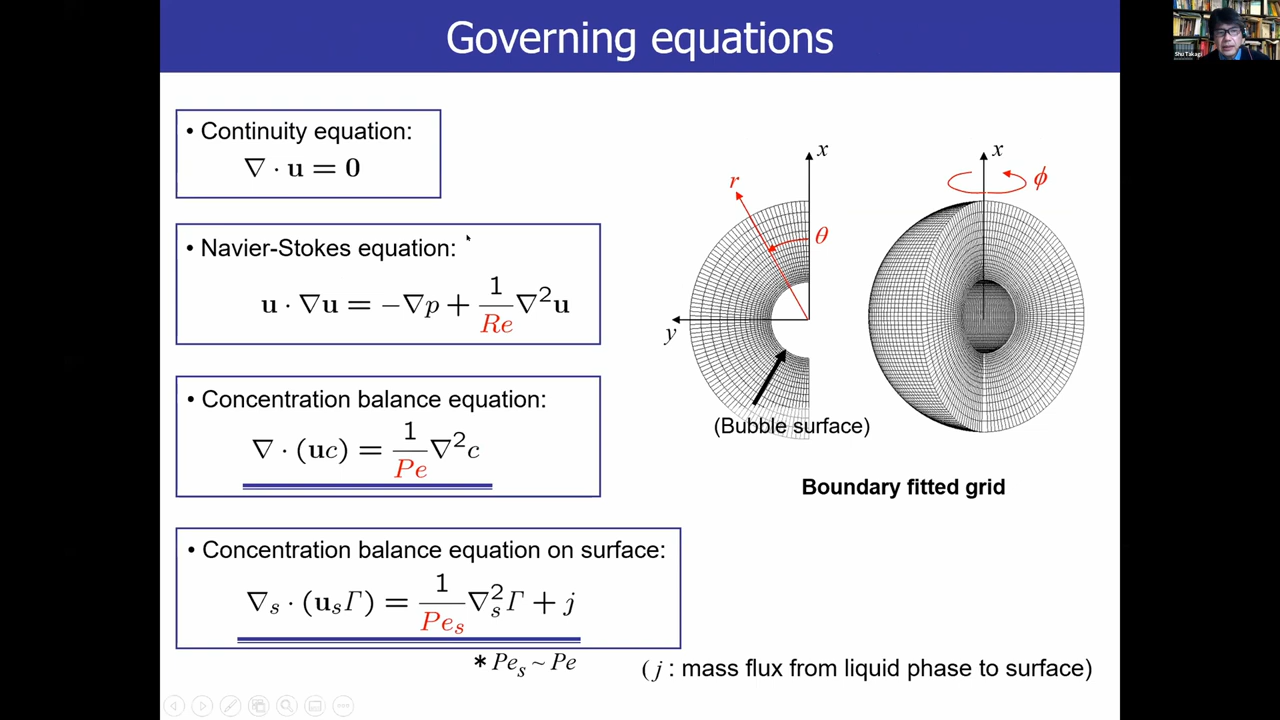 Governing equations
Shu Takagi
• Continuity equation:
∇ · u = 0
• Navier-Stokes equation:
u · ∇u = −∇p + 1/Re ∇²u
• Concentration balance equation:
∇ · (uc) = 1/Pe ∇²c
• Concentration balance equation on surface:
∇ₛ · (uₛΓ) = 1/Peₛ ∇ₛ²Γ + j
* Peₛ ~ Pe
(j : mass flux from liquid phase to surface)
x
r
θ
y
(Bubble surface)
x
ϕ
Boundary fitted grid